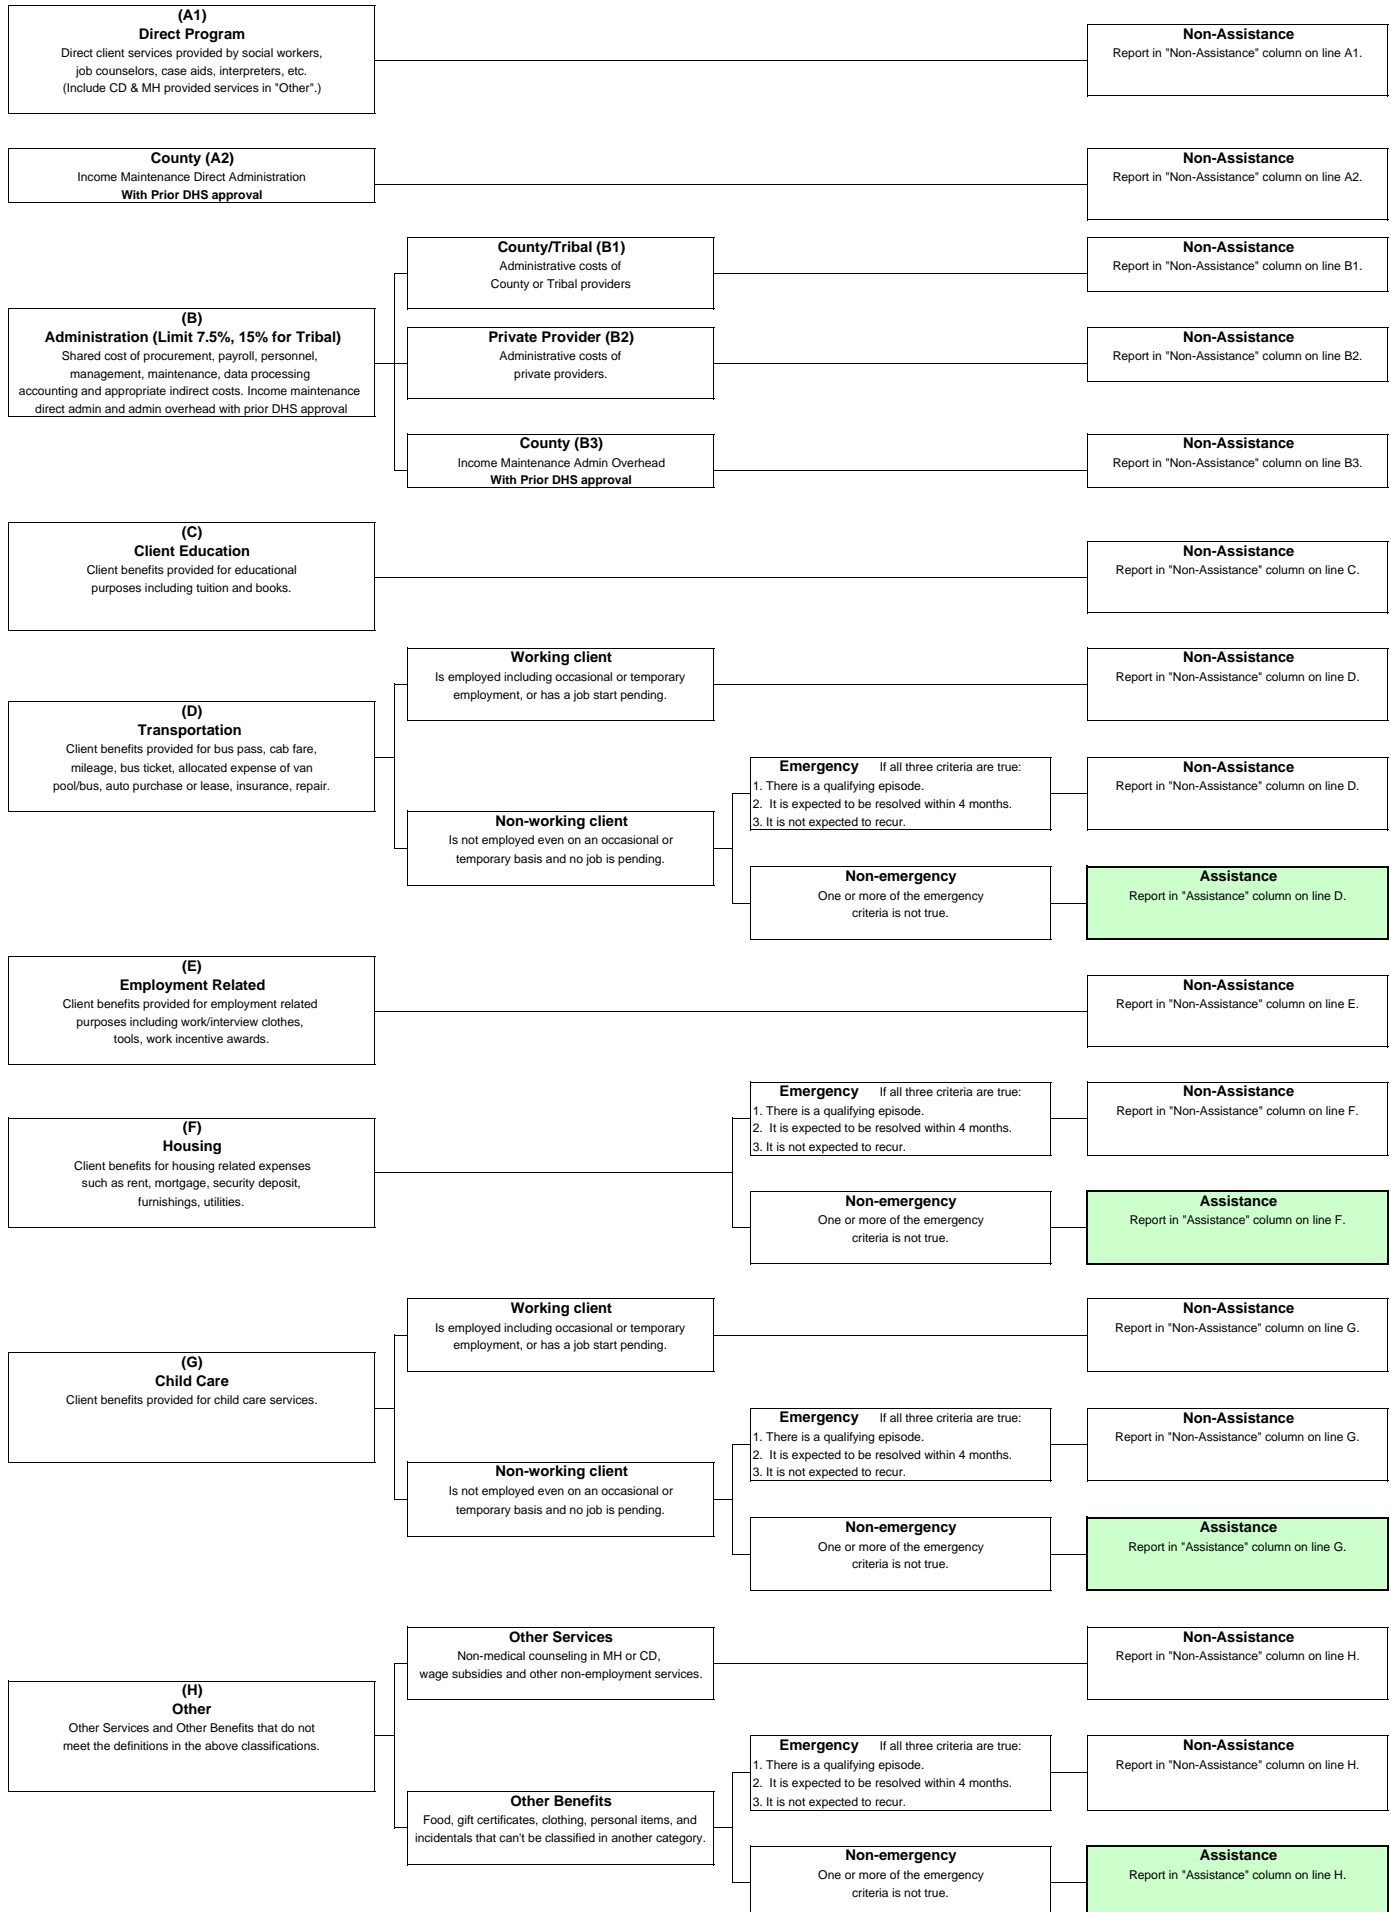 (A1)
Direct Program
Direct client services provided by social workers,
job counselors, case aids, interpreters, etc.
(Include CD & MH provided services in "Other".)
Non-Assistance
Report in "Non-Assistance" column on line A1.
County (A2)
Income Maintenance Direct Administration
With Prior DHS approval
Non-Assistance
Report in "Non-Assistance" column on line A2.
(B)
Administration (Limit 7.5%, 15% for Tribal)
Shared cost of procurement, payroll, personnel,
management, maintenance, data processing
accounting and appropriate indirect costs. Income maintenance
direct admin and admin overhead with prior DHS approval
County/Tribal (B1)
Administrative costs of
County or Tribal providers
Non-Assistance
Report in "Non-Assistance" column on line B1.
Private Provider (B2)
Administrative costs of
private providers.
Non-Assistance
Report in "Non-Assistance" column on line B2.
County (B3)
Income Maintenance Admin Overhead
With Prior DHS approval
Non-Assistance
Report in "Non-Assistance" column on line B3.
(C)
Client Education
Client benefits provided for educational
purposes including tuition and books.
Non-Assistance
Report in "Non-Assistance" column on line C.
(D)
Transportation
Client benefits provided for bus pass, cab fare,
mileage, bus ticket, allocated expense of van
pool/bus, auto purchase or lease, insurance, repair.
Working client
Is employed including occasional or temporary
employment, or has a job start pending.
Non-Assistance
Report in "Non-Assistance" column on line D.
Non-working client
Is not employed even on an occasional or
temporary basis and no job is pending.
Emergency If all three criteria are true:
1. There is a qualifying episode.
2. It is expected to be resolved within 4 months.
3. It is not expected to recur.
Non-Assistance
Report in "Non-Assistance" column on line D.
Non-emergency
One or more of the emergency
criteria is not true.
Assistance
Report in "Assistance" column on line D.
(E)
Employment Related
Client benefits provided for employment related
purposes including work/interview clothes,
tools, work incentive awards.
Non-Assistance
Report in "Non-Assistance" column on line E.
(F)
Housing
Client benefits for housing related expenses
such as rent, mortgage, security deposit,
furnishings, utilities.
Emergency If all three criteria are true:
1. There is a qualifying episode.
2. It is expected to be resolved within 4 months.
3. It is not expected to recur.
Non-Assistance
Report in "Non-Assistance" column on line F.
Non-emergency
One or more of the emergency
criteria is not true.
Assistance
Report in "Assistance" column on line F.
(G)
Child Care
Client benefits provided for child care services.
Working client
Is employed including occasional or temporary
employment, or has a job start pending.
Non-Assistance
Report in "Non-Assistance" column on line G.
Non-working client
Is not employed even on an occasional or
temporary basis and no job is pending.
Emergency If all three criteria are true:
1. There is a qualifying episode.
2. It is expected to be resolved within 4 months.
3. It is not expected to recur.
Non-Assistance
Report in "Non-Assistance" column on line G.
Non-emergency
One or more of the emergency
criteria is not true.
Assistance
Report in "Assistance" column on line G.
(H)
Other
Other Services and Other Benefits that do not
meet the definitions in the above classifications.
Other Services
Non-medical counseling in MH or CD,
wage subsidies and other non-employment services.
Non-Assistance
Report in "Non-Assistance" column on line H.
Other Benefits
Food, gift certificates, clothing, personal items, and
incidentals that can't be classified in another category.
Emergency If all three criteria are true:
1. There is a qualifying episode.
2. It is expected to be resolved within 4 months.
3. It is not expected to recur.
Non-Assistance
Report in "Non-Assistance" column on line H.
Non-emergency
One or more of the emergency
criteria is not true.
Assistance
Report in "Assistance" column on line H.